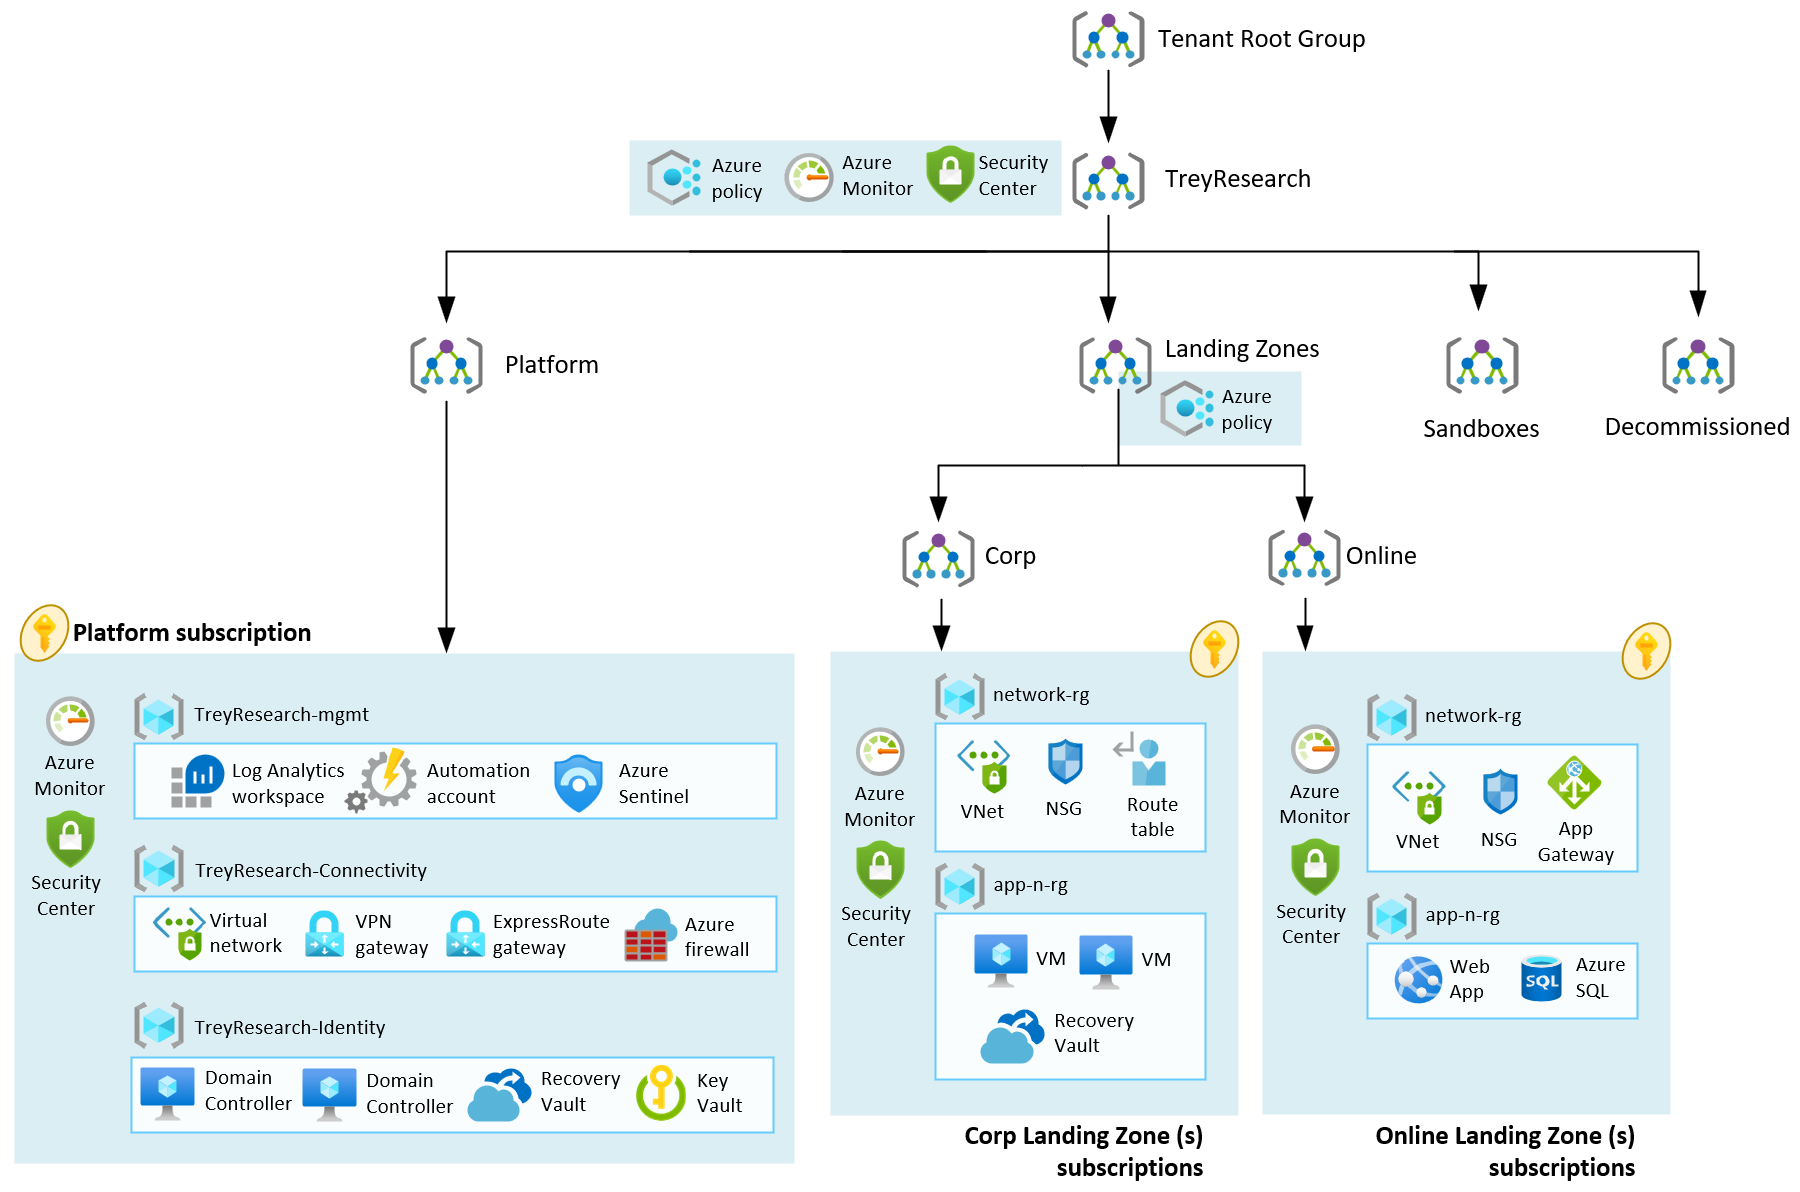 Tenant Root Group
Azure
policy
Azure
Monitor
Security
Center
TreyResearch
Platform
Landing Zones
Azure
policy
Sandboxes
Decommissioned
Corp
Online
Platform subscription
Azure
Monitor
Security
Center
TreyResearch-mgmt
Log Analytics
workspace
Automation
account
Azure
Sentinel
TreyResearch-Connectivity
Virtual
network
VPN
gateway
ExpressRoute
gateway
Azure
firewall
TreyResearch-Identity
Domain
Controller
Domain
Controller
Recovery
Vault
Key
Vault
Azure
Monitor
Security
Center
network-rg
VNet
NSG
Route
table
app-n-rg
VM
VM
Recovery
Vault
Corp Landing Zone (s)
subscriptions
Azure
Monitor
Security
Center
network-rg
VNet
NSG
App
Gateway
app-n-rg
Web
App
SQL
Azure
SQL
Online Landing Zone (s)
subscriptions